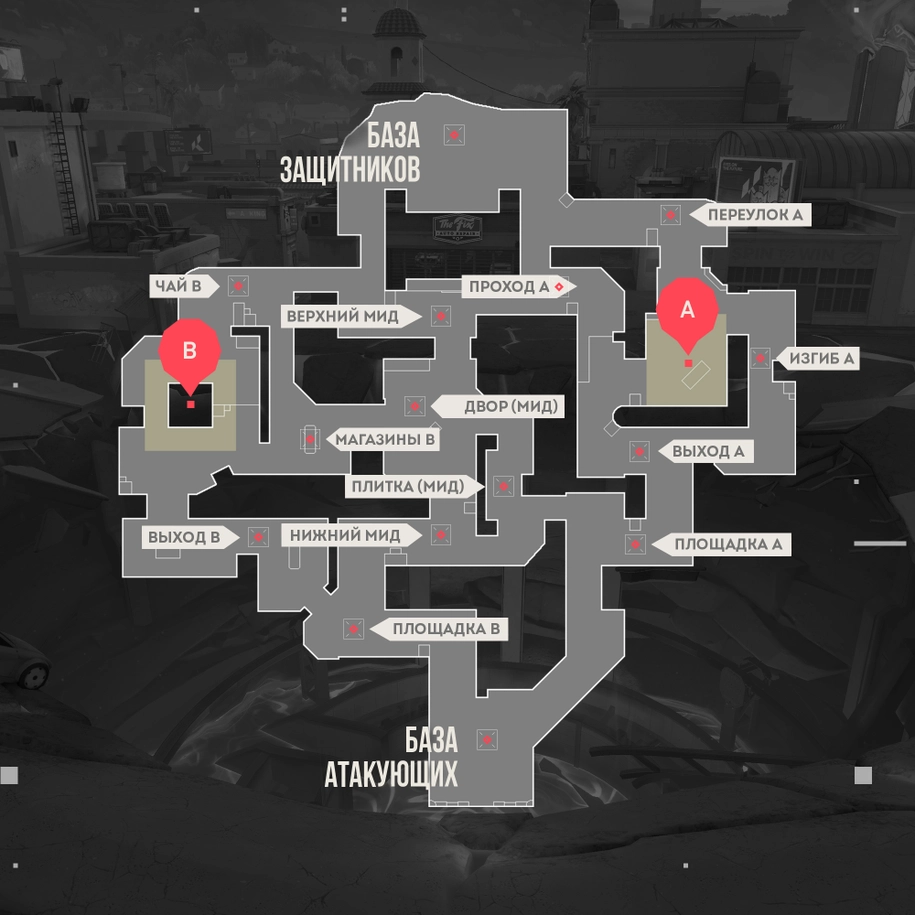 БАЗА
ЗАЩИТНИКОВ
ПЕРЕУЛОК А
ЧАЙ В
ПРОХОД А
ВЕРХНИЙ МИД
А
В
ИЗГИБ А
ДВОР (МИД)
МАГАЗИНЫ В
ВЫХОД А
ПЛИТКА (МИД)
ВЫХОД В
НИЖНИЙ МИД
ПЛОЩАДКА А
ПЛОЩАДКА В
БАЗА
АТАКУЮЩИХ